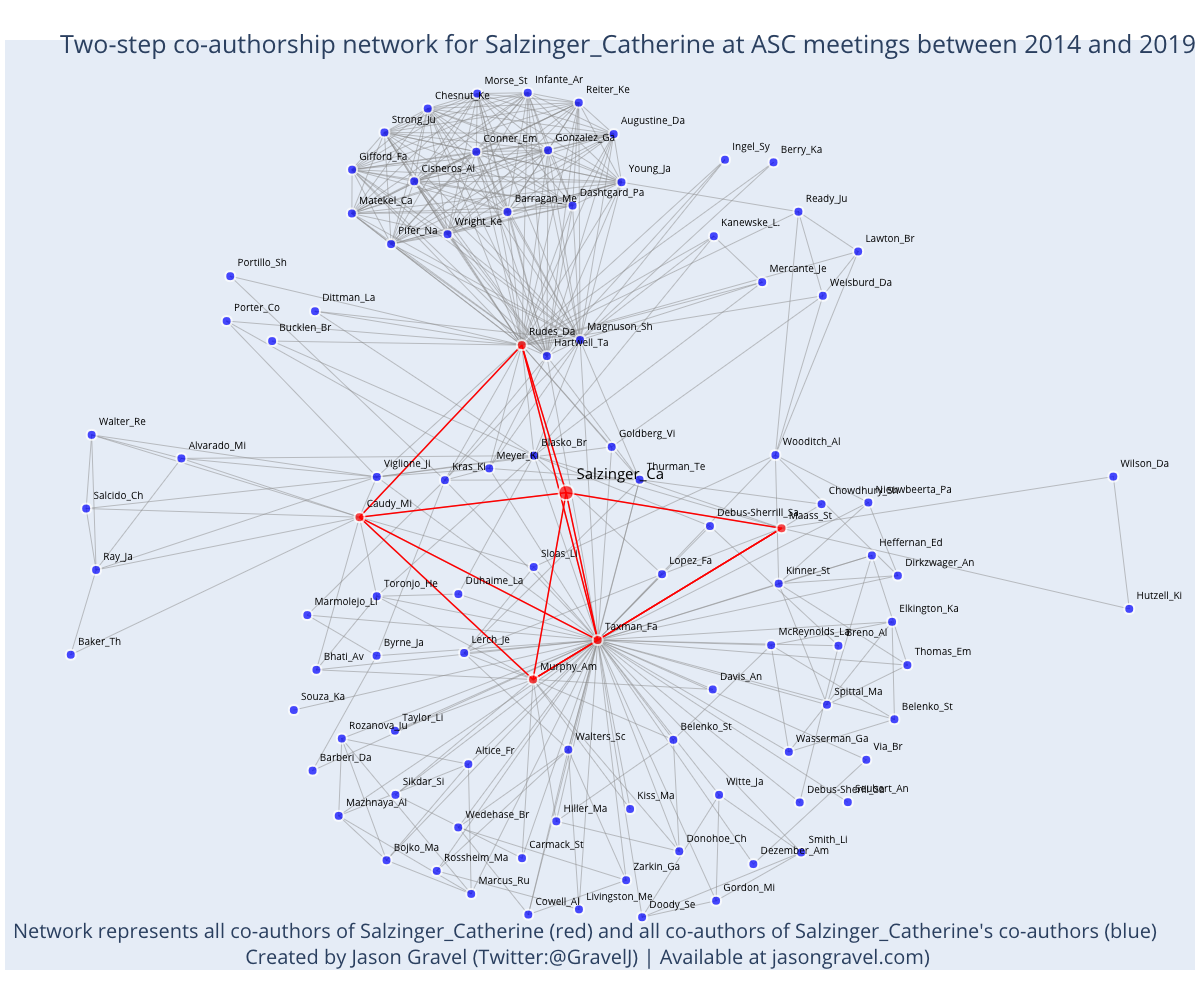 Two-step co-authorship network for Salzinger_Catherine at ASC meetings between 2014 and 2019
Morse_St
Infante_Ar
Reiter_Ke
Chesnut_Ke
Strong_Ju
Augustine_Da
Conner_Em
Gonzalez_Ga
Ingel_Sy
Berry_Ka
Gifford_Fa
Cisneros_Al
Young_Ja
Matekel_Ca
Barragan_Me
Dashtgard_Pa
Ready_Ju
Pifer_Na
Wright_Ke
Kanewske_L.
Lawton_Br
Portillo_Sh
Mercante_Je
Weisburd_Da
Porter_Co
Dittman_La
Bucklen_Br
Rudes_Da
Magnuson_Sh
Hartwell_Ta
Walter_Re
Alvarado_Mi
Goldberg_Vi
Blasko_Br
Wooditch_Al
Viglione_Ji
Kras_Ki
Meyer_Ki
Salzinger_Ca
Thurman_Te
Wilson_Da
Salcido_Ch
Caudy_Mi
Chowdhury_Sh
Nieuwbeerta_Pa
Debus-Sherrill_Sa
Maass_St
Ray_Ja
Sloas_Li
Lopez_Fa
Heffernan_Ed
Kinner_St
Dirkzwager_An
Toronjo_He
Duhaime_La
Hutzell_Ki
Marmolejo_Li
Elkington_Ka
Baker_Th
Byrne_Ja
Lerch_Je
Taxman_Fa
McReynolds_La
Breno_Al
Bhati_Av
Murphy_Am
Thomas_Em
Souza_Ka
Davis_An
Spittal_Ma
Taylor_Li
Rozanova_Ju
Belenko_St
Belenko_St
Walters_Sc
Wasserman_Ga
Barberi_Da
Altice_Fr
Via_Br
Sikdar_Si
Witte_Ja
Mazhnaya_Al
Hiller_Ma
Kiss_Ma
Debus-Sherrill_Sa
Seubert_An
Wedehase_Br
Bojko_Ma
Carmack_St
Donohoe_Ch
Smith_Li
Dezember_Am
Rossheim_Ma
Zarkin_Ga
Marcus_Ru
Gordon_Mi
Cowell_Al
Livingston_Me
Doody_Se
Network represents all co-authors of Salzinger_Catherine (red) and all co-authors of Salzinger_Catherine's co-authors (blue)
Created by Jason Gravel (Twitter:@GravelJ) | Available at jasongravel.com)